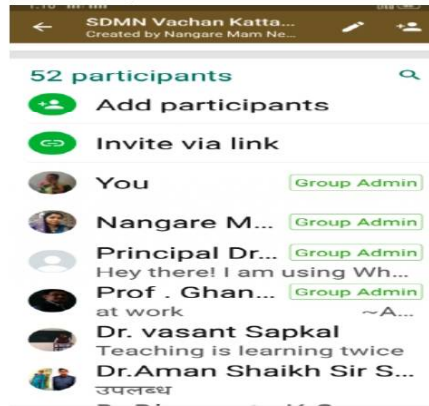 SDMN Vachan Katta...
Created by Nangare Mam Ne...
52 participants
Add participants
Invite via link
You Group Admin
Nangare M... Group Admin
Principal Dr... Group Admin
Hey there! I am using Wh...
Prof . Ghan... Group Admin
at work ~A...
Dr. vasant Sapkal
Teaching is learning twice
Dr.Aman Shaikh Sir S...
उपलब्ध